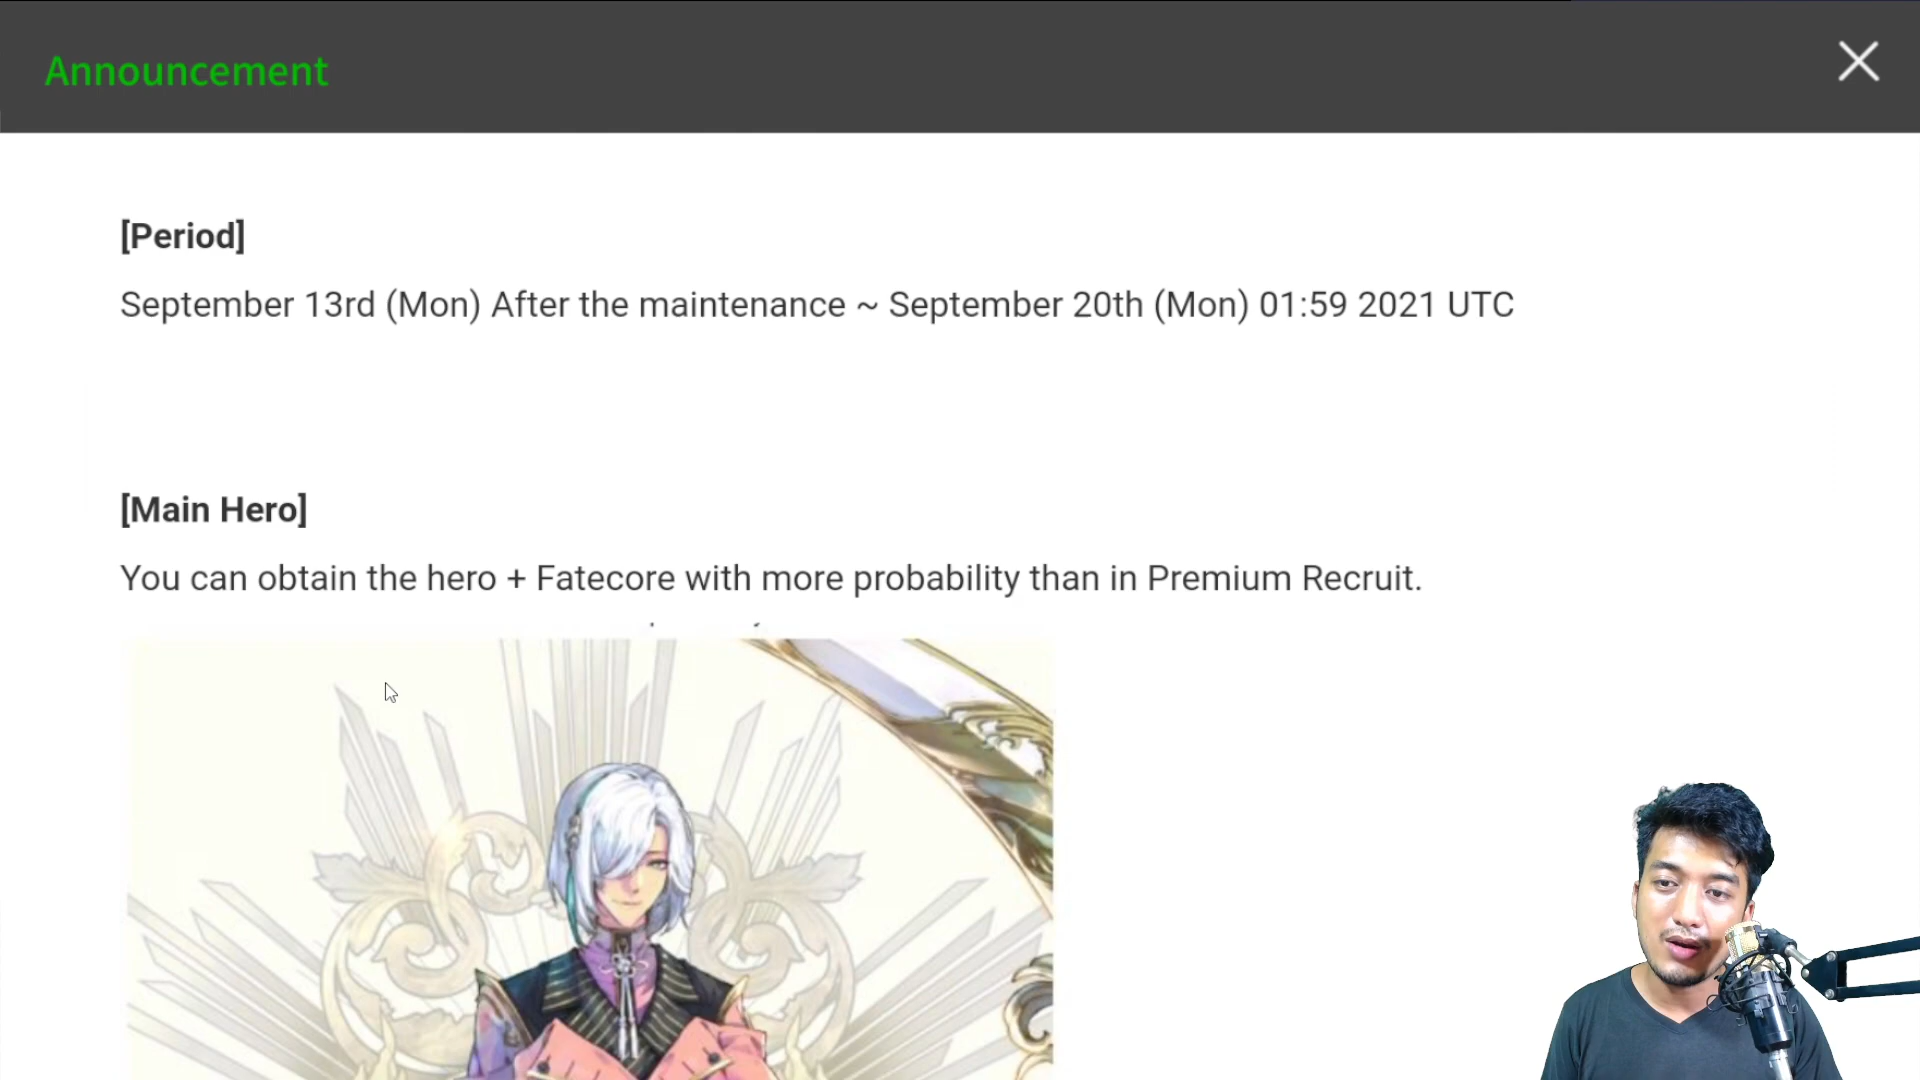 Announcement
[Period]
September 13rd (Mon) After the maintenance ~ September 20th (Mon) 01:59 2021 UTC
[Main Hero]
You can obtain the hero + Fatecore with more probability than in Premium Recruit.